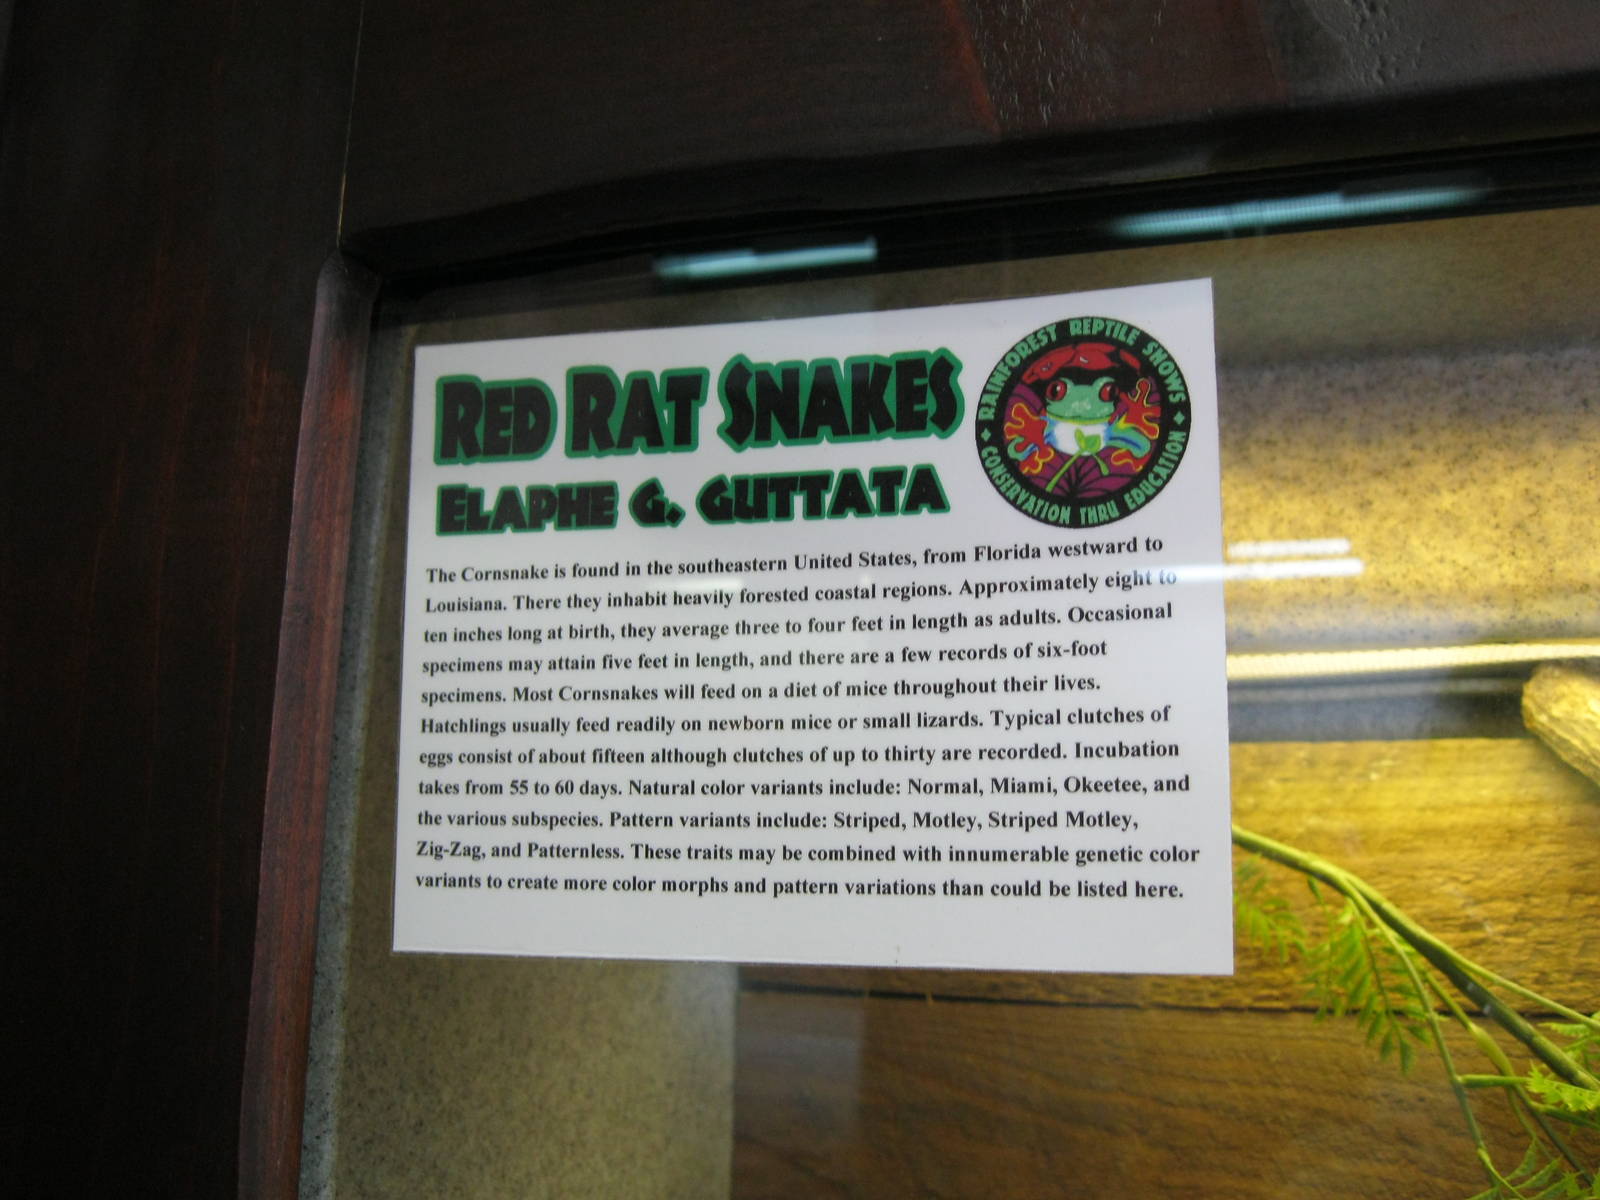 RED RAT SNAKES
ELAPHE G. GUTTATA
RAINFOREST REPTILE SHOWS
CONSERVATION THRU EDUCATION
The Cornsnake is found in the southeastern United States, from Florida westward to
Louisiana. There they inhabit heavily forested coastal regions. Approximately eight to
ten inches long at birth, they average three to four feet in length as adults. Occasional
specimens may attain five feet in length, and there are a few records of six-foot
specimens. Most Cornsnakes will feed on a diet of mice throughout their lives.
Hatchlings usually feed readily on newborn mice or small lizards. Typical clutches of
eggs consist of about fifteen although clutches of up to thirty are recorded. Incubation
takes from 55 to 60 days. Natural color variants include: Normal, Miami, Okeetee, and
the various subspecies. Pattern variants include: Striped, Motley, Striped Motley,
Zig-Zag, and Patternless. These traits may be combined with innumerable genetic color
variants to create more color morphs and pattern variations than could be listed here.